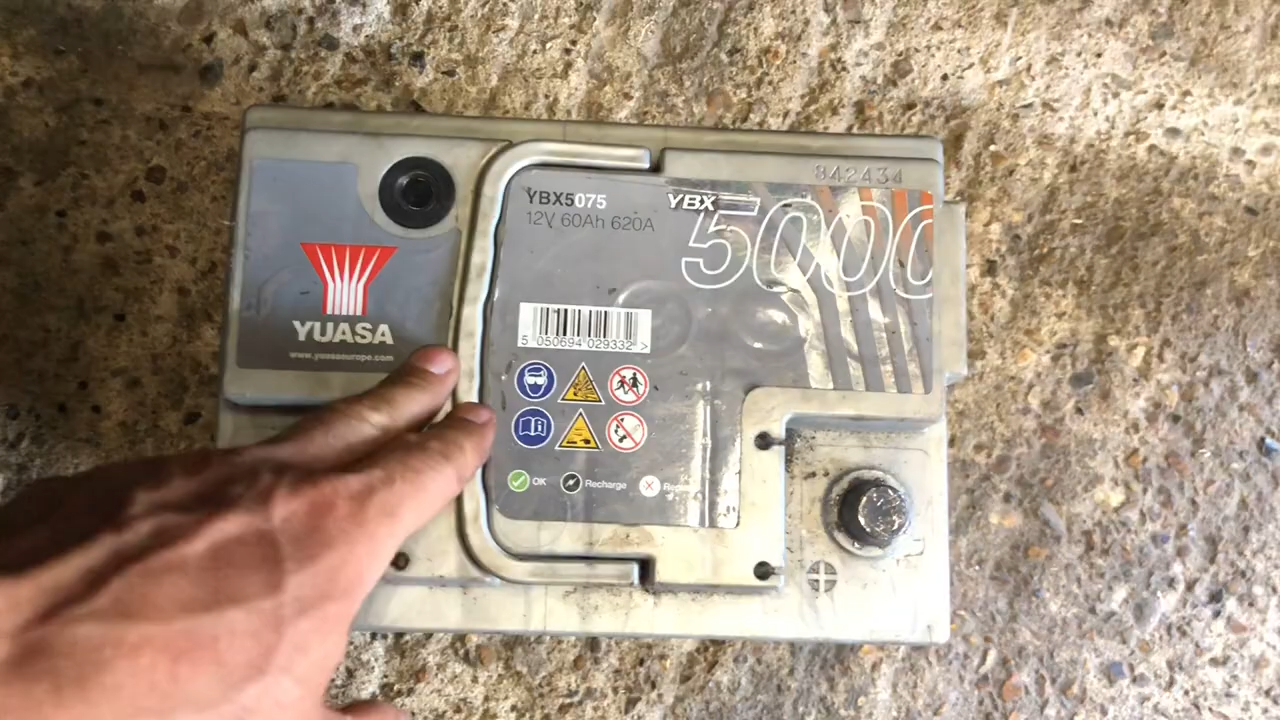 842434
YBX5075
12V 60Ah 620A
YBX
5000
YUASA
www.yuasaeurope.com
5 050694 029332 >
OK
Recharge